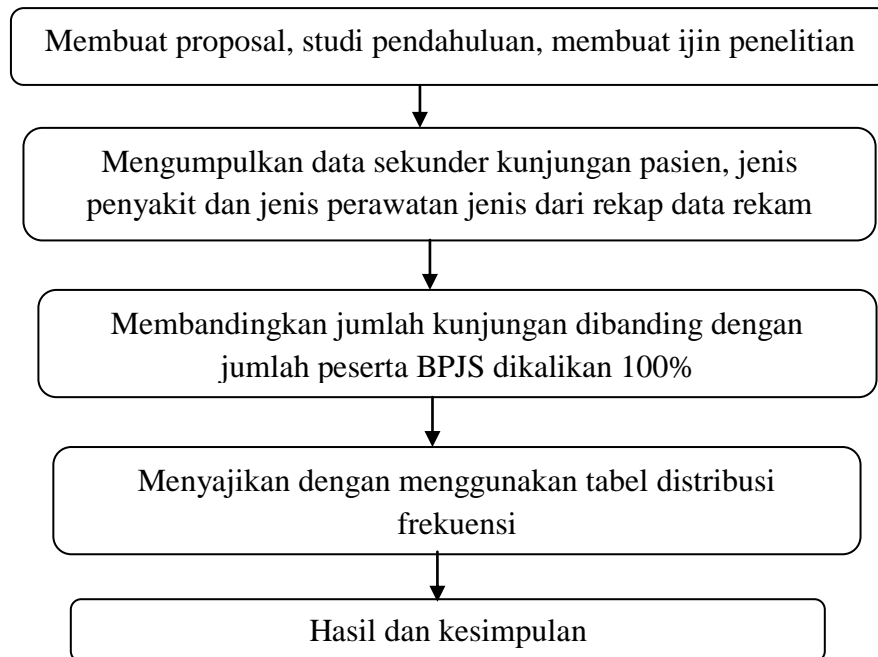 Membuat proposal, studi pendahuluan, membuat ijin penelitian
Mengumpulkan data sekunder kunjungan pasien, jenis
penyakit dan jenis perawatan jenis dari rekap data rekam
Membandingkan jumlah kunjungan dibanding dengan
jumlah peserta BPJS dikalikan 100%
Menyajikan dengan menggunakan tabel distribusi
frekuensi
Hasil dan kesimpulan